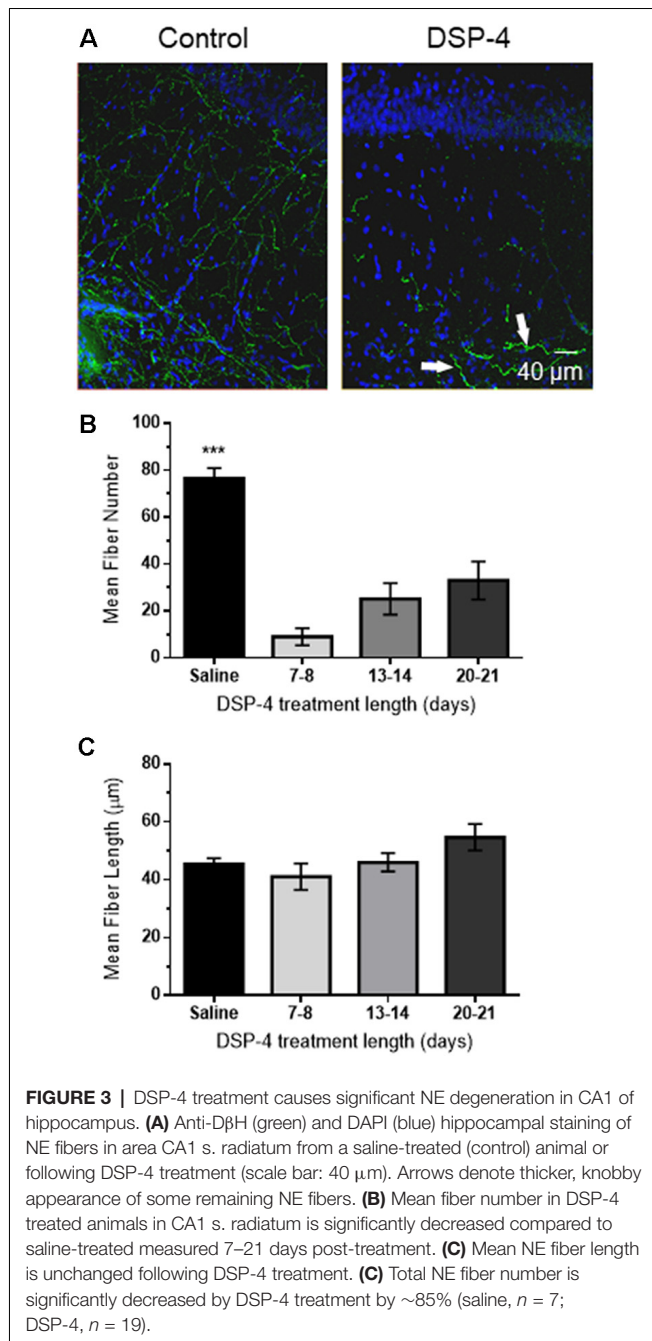 A
Control DSP-4
40 µm
B
100
80
60
40
20
0
Mean Fiber Number
***
Saline 7-8 13-14 20-21
DSP-4 treatment length (days)
C
80
60
40
20
0
Mean Fiber Length (µm)
Saline 7-8 13-14 20-21
DSP-4 treatment length (days)
FIGURE 3 | DSP-4 treatment causes significant NE degeneration in CA1 of
hippocampus. (A) Anti-DβH (green) and DAPI (blue) hippocampal staining of
NE fibers in area CA1 s. radiatum from a saline-treated (control) animal or
following DSP-4 treatment (scale bar: 40 µm). Arrows denote thicker, knobby
appearance of some remaining NE fibers. (B) Mean fiber number in DSP-4
treated animals in CA1 s. radiatum is significantly decreased compared to
saline-treated measured 7–21 days post-treatment. (C) Mean NE fiber length
is unchanged following DSP-4 treatment. (C) Total NE fiber number is
significantly decreased by DSP-4 treatment by ~85% (saline, n = 7;
DSP-4, n = 19).